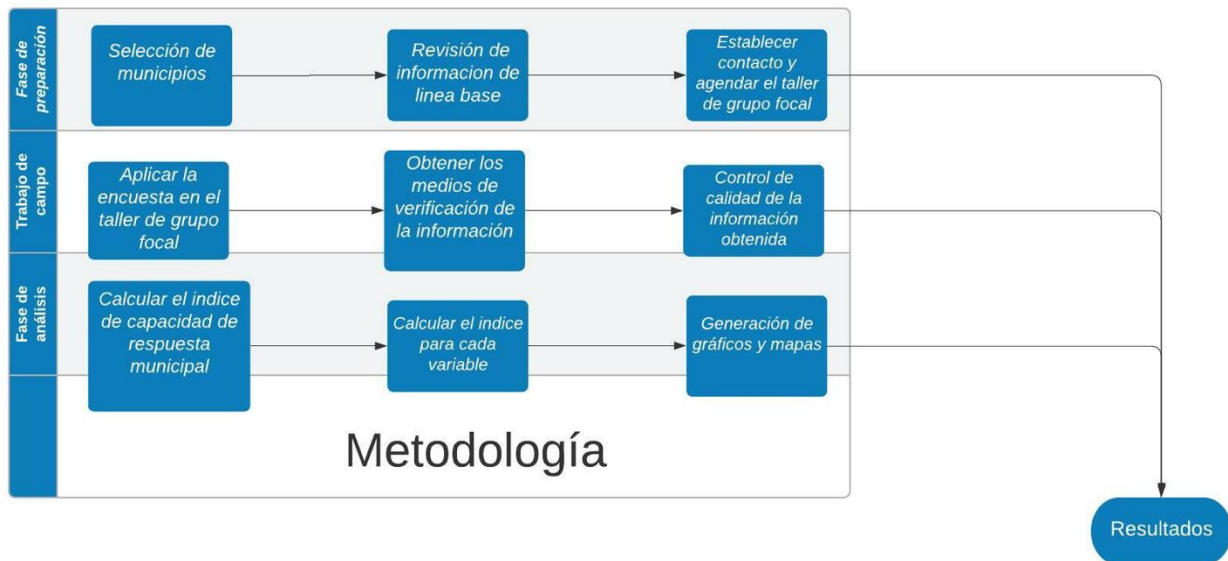 Fase de
preparación
Selección de
municipios
Revisión de
informacion de
linea base
Establecer
contacto y
agendar el taller
de grupo focal
Trabajo de
campo
Aplicar la
encuesta en el
taller de grupo
focal
Obtener los
medios de
verificación de
la información
Control de
calidad de la
información
obtenida
Fase de
análisis
Calcular el indice
de capacidad de
respuesta
municipal
Calcular el indice
para cada
variable
Generación de
gráficos y mapas
Metodología
Resultados